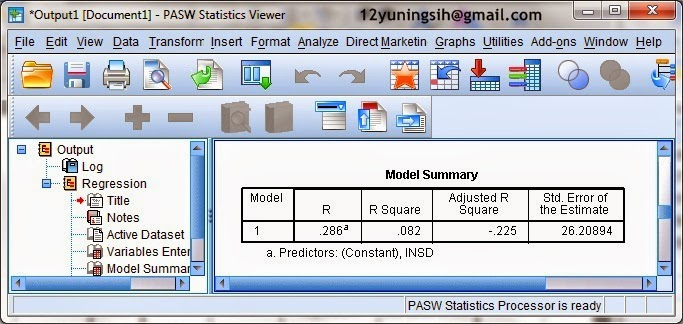 *Output1 [Document1] - PASW Statistics Viewer
12yuningsih@gmail.com
File Edit View Data Transform Insert Format Analyze Direct Marketin Graphs Utilities Add-ons Window Help
Output
Log
Regression
Title
Notes
Active Dataset
Variables Enter
Model Summar
Model Summary
Model R R Square Adjusted R Square Std. Error of the Estimate
1 .286a .082 -.225 26.20894
a. Predictors: (Constant), INSD
PASW Statistics Processor is ready